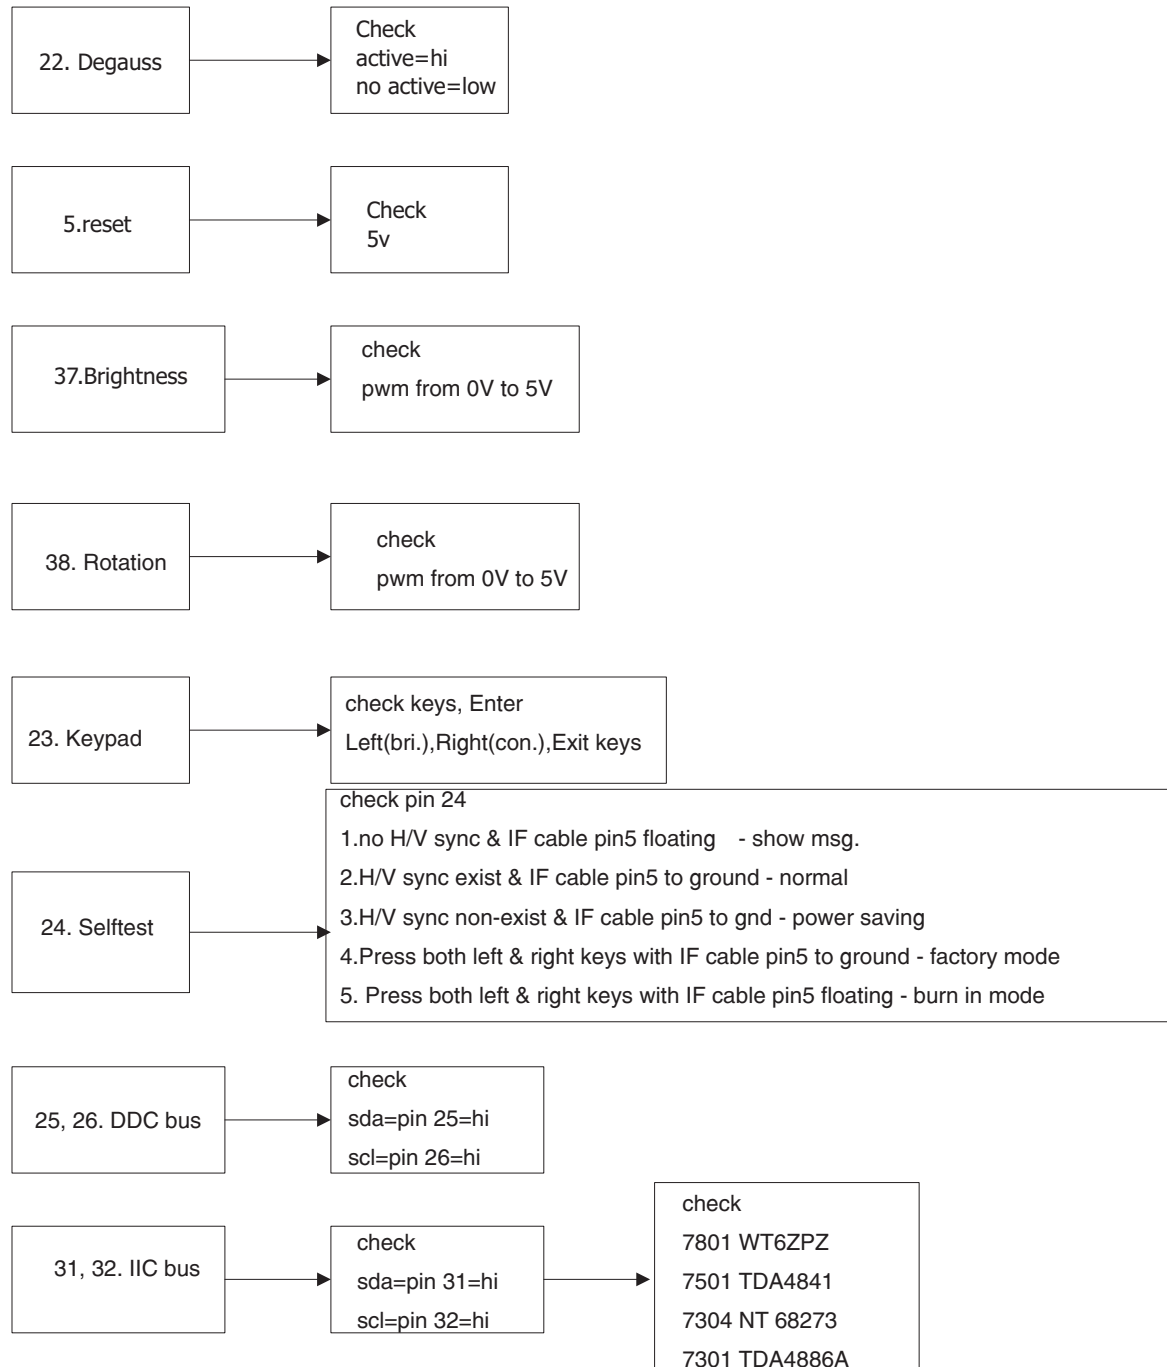 22. Degauss
Check
active=hi
no active=low
5.reset
Check
5v
37.Brightness
check
pwm from 0V to 5V
38. Rotation
check
pwm from 0V to 5V
23. Keypad
check keys, Enter
Left(bri.),Right(con.),Exit keys
24. Selftest
check pin 24
1.no H/V sync & IF cable pin5 floating - show msg.
2.H/V sync exist & IF cable pin5 to ground - normal
3.H/V sync non-exist & IF cable pin5 to gnd - power saving
4.Press both left & right keys with IF cable pin5 to ground - factory mode
5. Press both left & right keys with IF cable pin5 floating - burn in mode
25, 26. DDC bus
check
sda=pin 25=hi
scl=pin 26=hi
31, 32. IIC bus
check
sda=pin 31=hi
scl=pin 32=hi
check
7801 WT6ZPZ
7501 TDA4841
7304 NT 68273
7301 TDA4886A